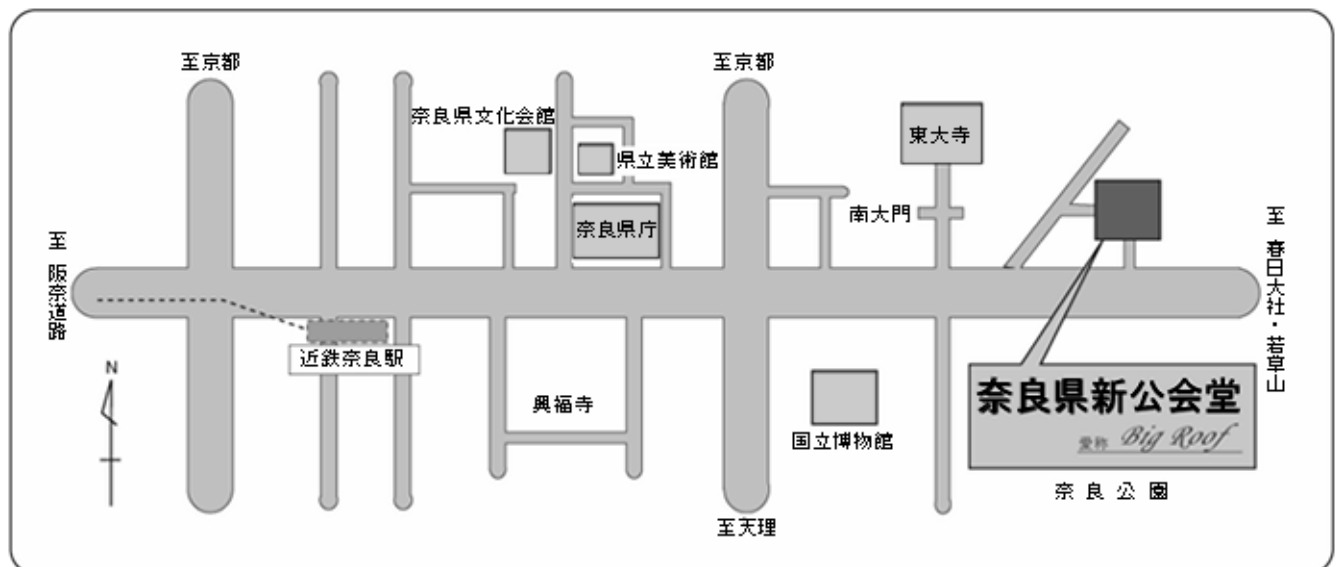 至京都
至京都
奈良県文化会館
県立美術館
東大寺
奈良県庁
南大門
至 阪奈道路
至 春日大社・若草山
近鉄奈良駅
N
興福寺
国立博物館
奈良県新公会堂
愛称 Big Roof
奈良公園
至天理